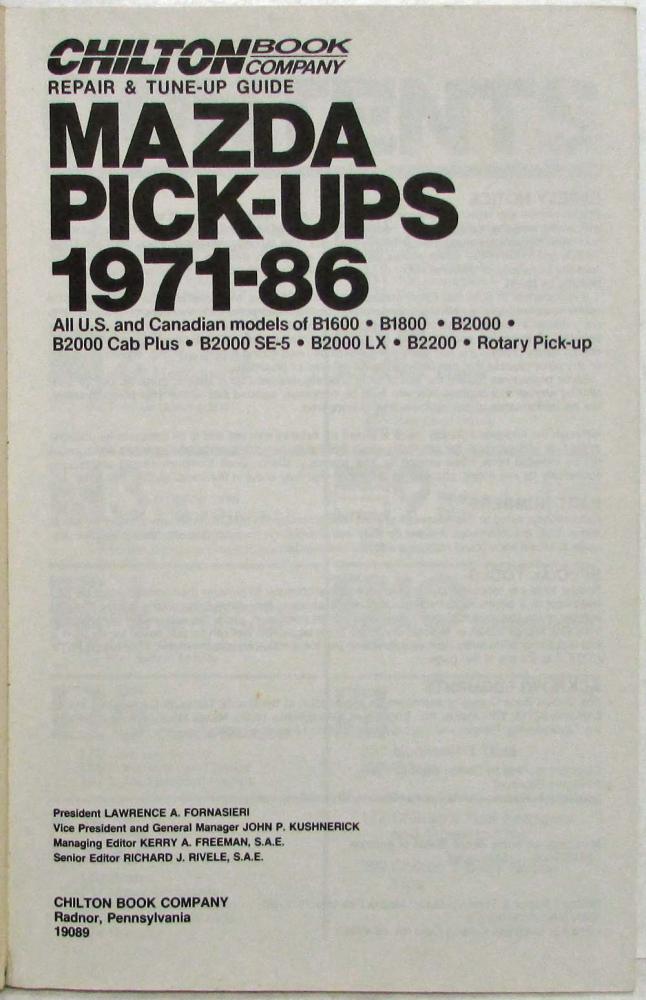 CHILTON BOOK COMPANY
REPAIR & TUNE-UP GUIDE
MAZDA
PICK-UPS
1971-86
All U.S. and Canadian models of B1600 • B1800 • B2000 •
B2000 Cab Plus • B2000 SE-5 • B2000 LX • B2200 • Rotary Pick-up
President LAWRENCE A. FORNASIERI
Vice President and General Manager JOHN P. KUSHNERICK
Managing Editor KERRY A. FREEMAN, S.A.E.
Senior Editor RICHARD J. RIVELE, S.A.E.
CHILTON BOOK COMPANY
Radnor, Pennsylvania
19089